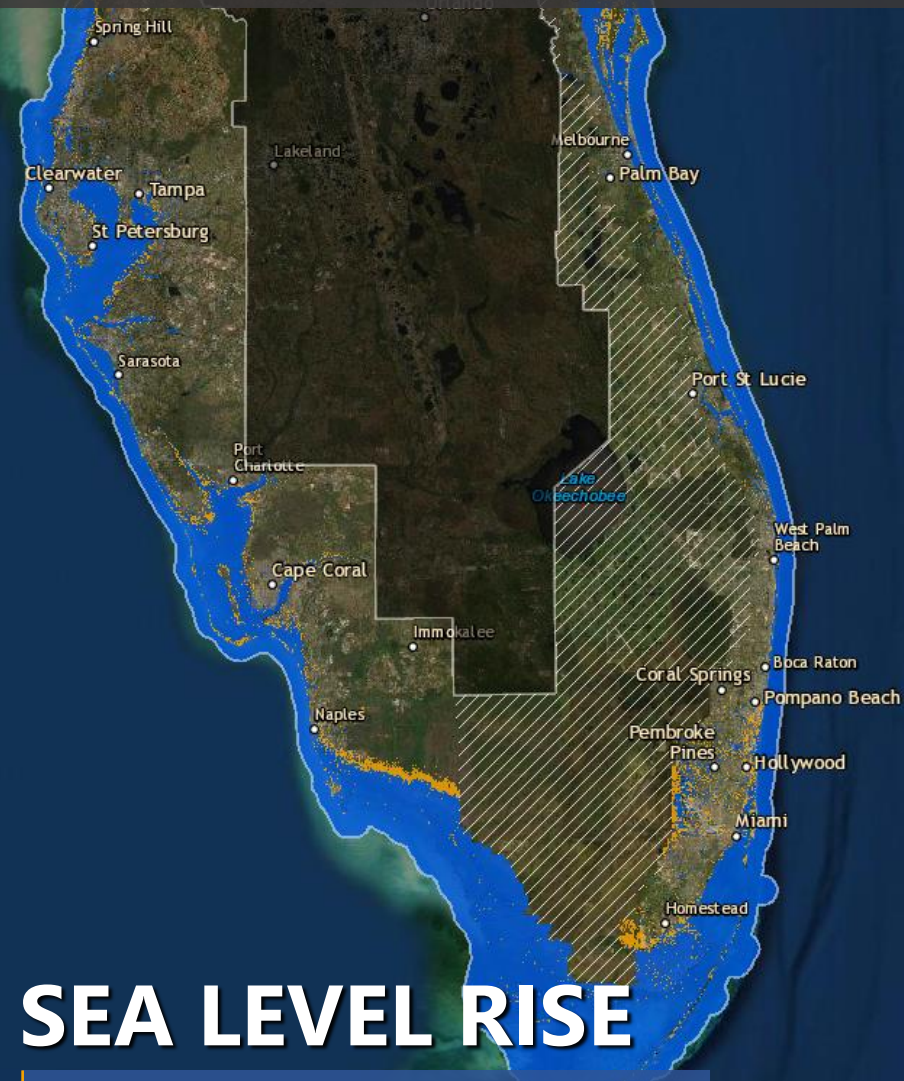 Spring Hill
Lakeland
Melbourne
Clearwater
Palm Bay
Tampa
St Petersburg
Sarasota
Port St Lucie
Port
Charlotte
Lake
Okeechobee
West Palm
Beach
Cape Coral
Immokalee
Boca Raton
Coral Springs
Pompano Beach
Naples
Pembroke
Pines
Hollywood
Miami
Homestead
SEA LEVEL RISE